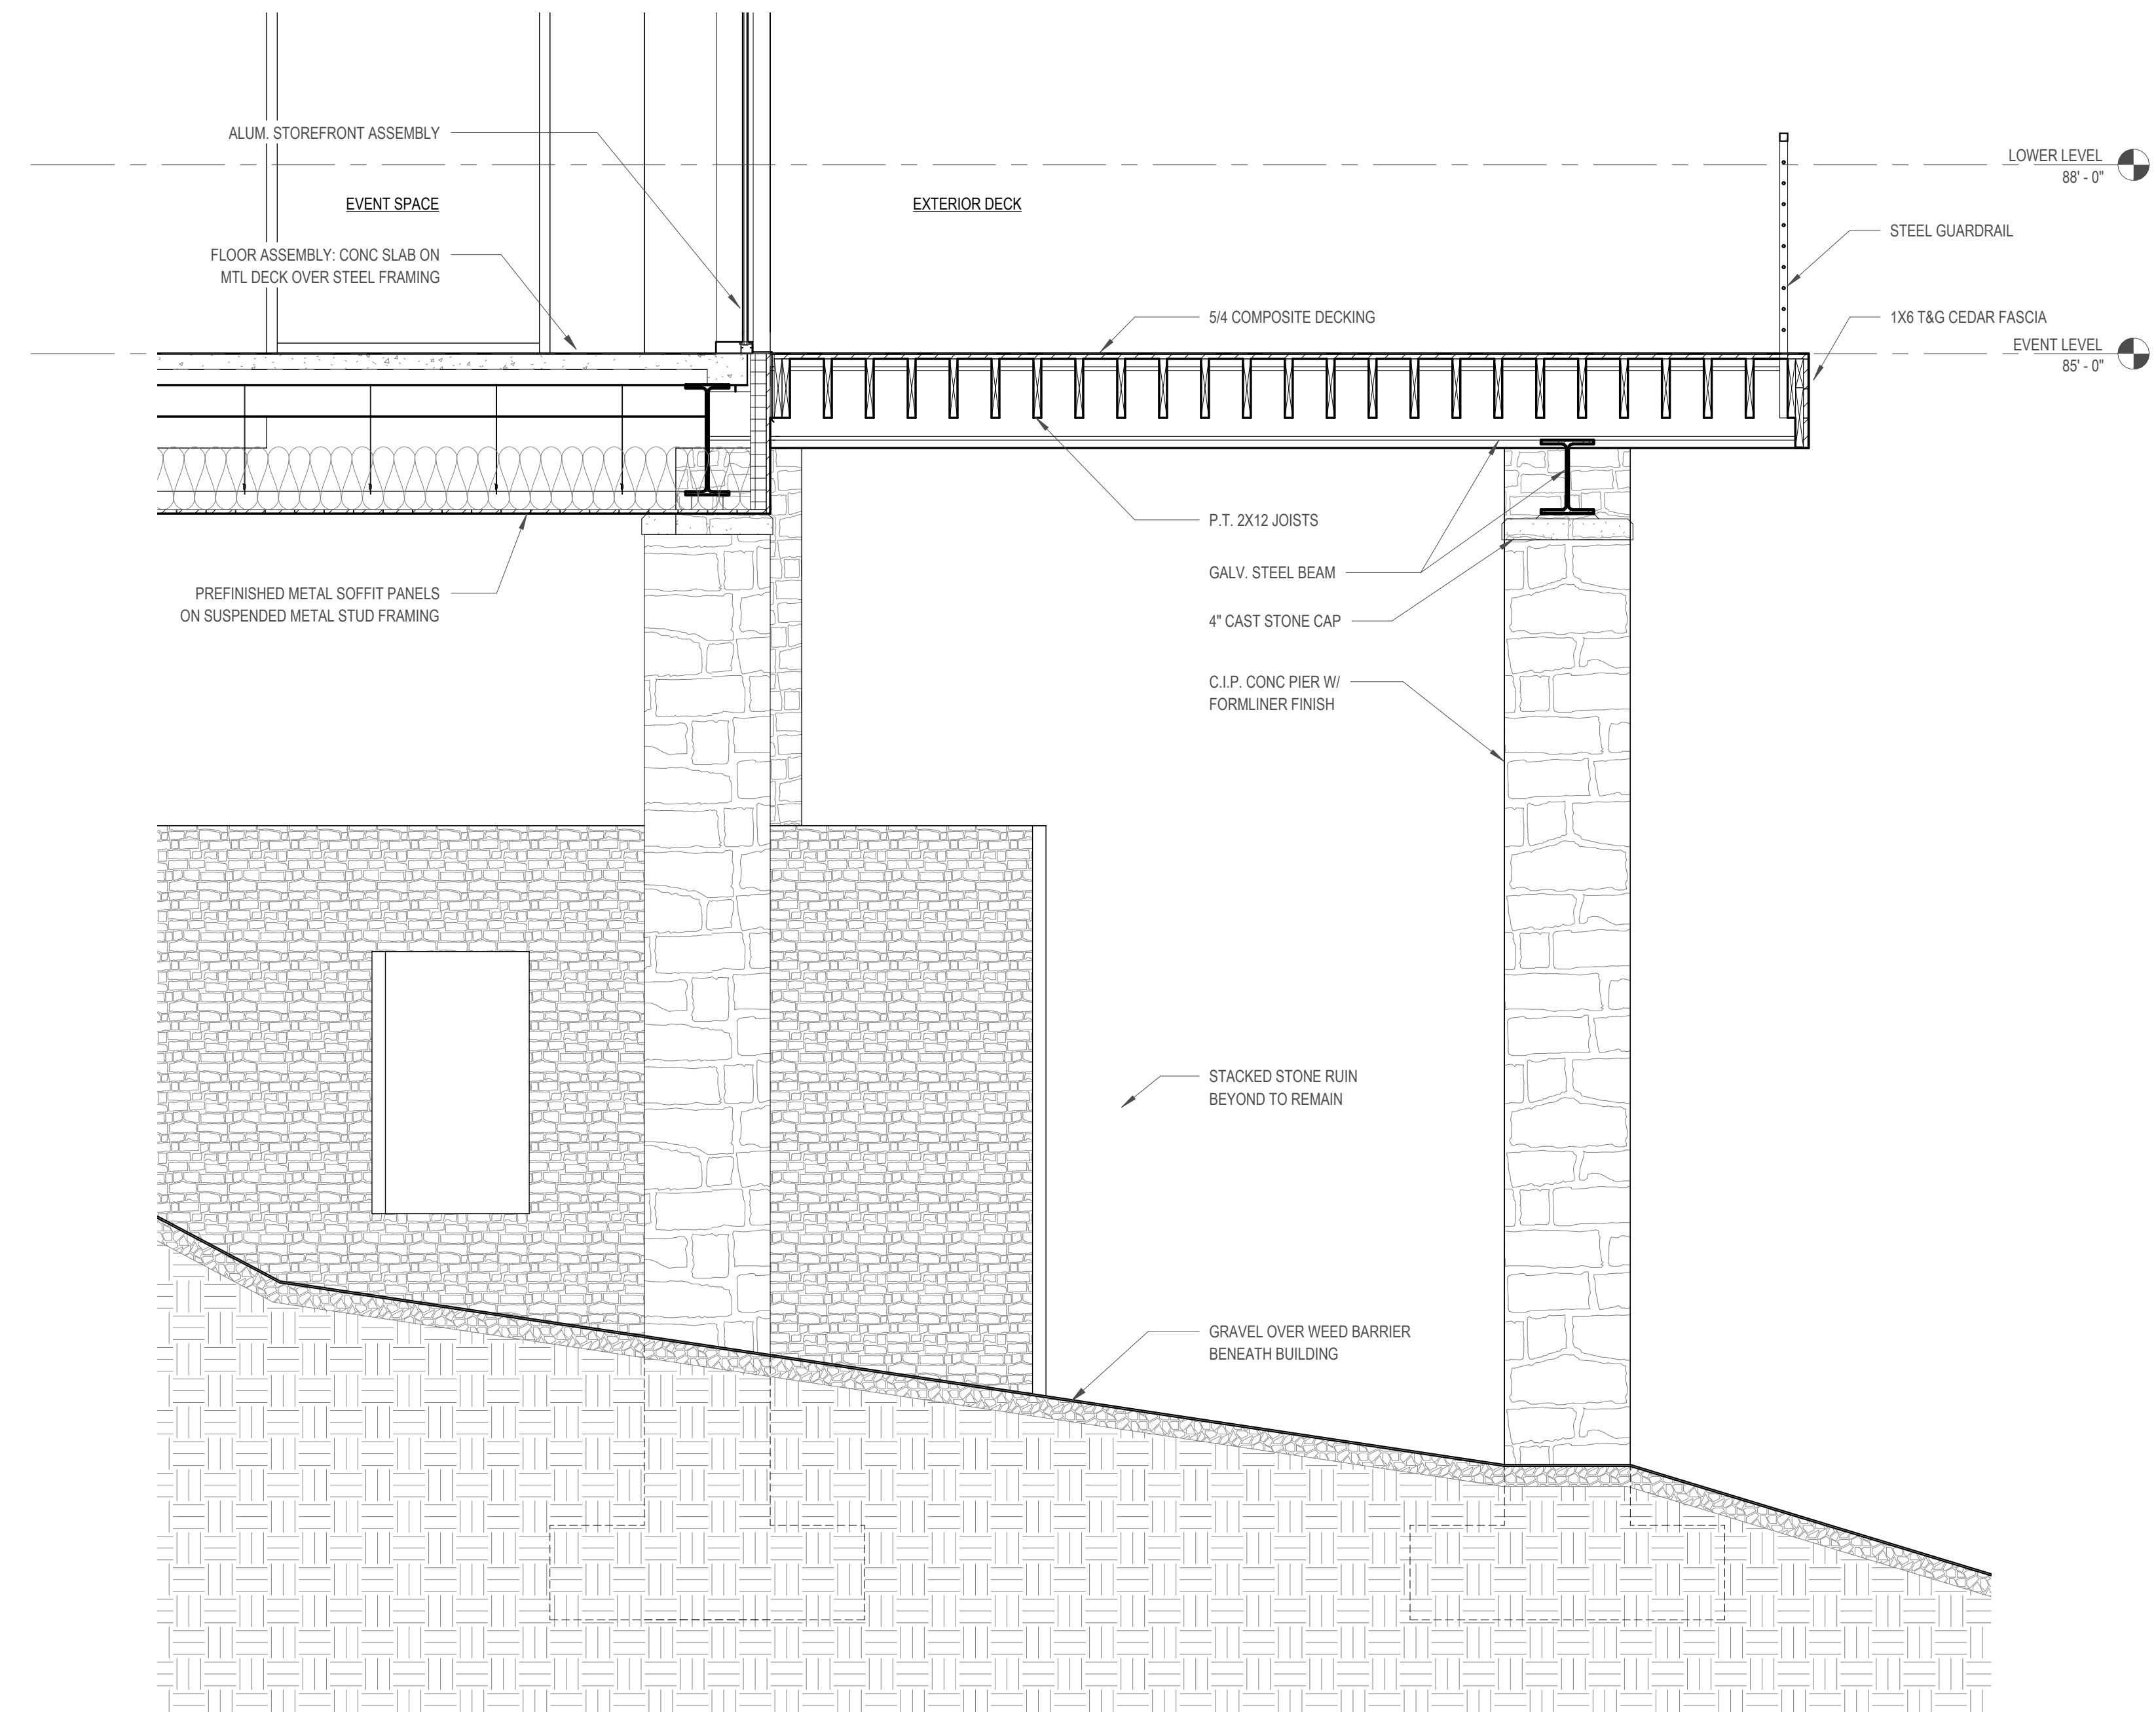 ALUM. STOREFRONT ASSEMBLY
LOWER LEVEL
88' - 0"
EVENT SPACE
EXTERIOR DECK
STEEL GUARDRAIL
FLOOR ASSEMBLY: CONC SLAB ON
MTL DECK OVER STEEL FRAMING
5/4 COMPOSITE DECKING
1X6 T&G CEDAR FASCIA
EVENT LEVEL
85' - 0"
P.T. 2X12 JOISTS
GALV. STEEL BEAM
PREFINISHED METAL SOFFIT PANELS
ON SUSPENDED METAL STUD FRAMING
4" CAST STONE CAP
C.I.P. CONC PIER W/
FORMLINER FINISH
STACKED STONE RUIN
BEYOND TO REMAIN
GRAVEL OVER WEED BARRIER
BENEATH BUILDING